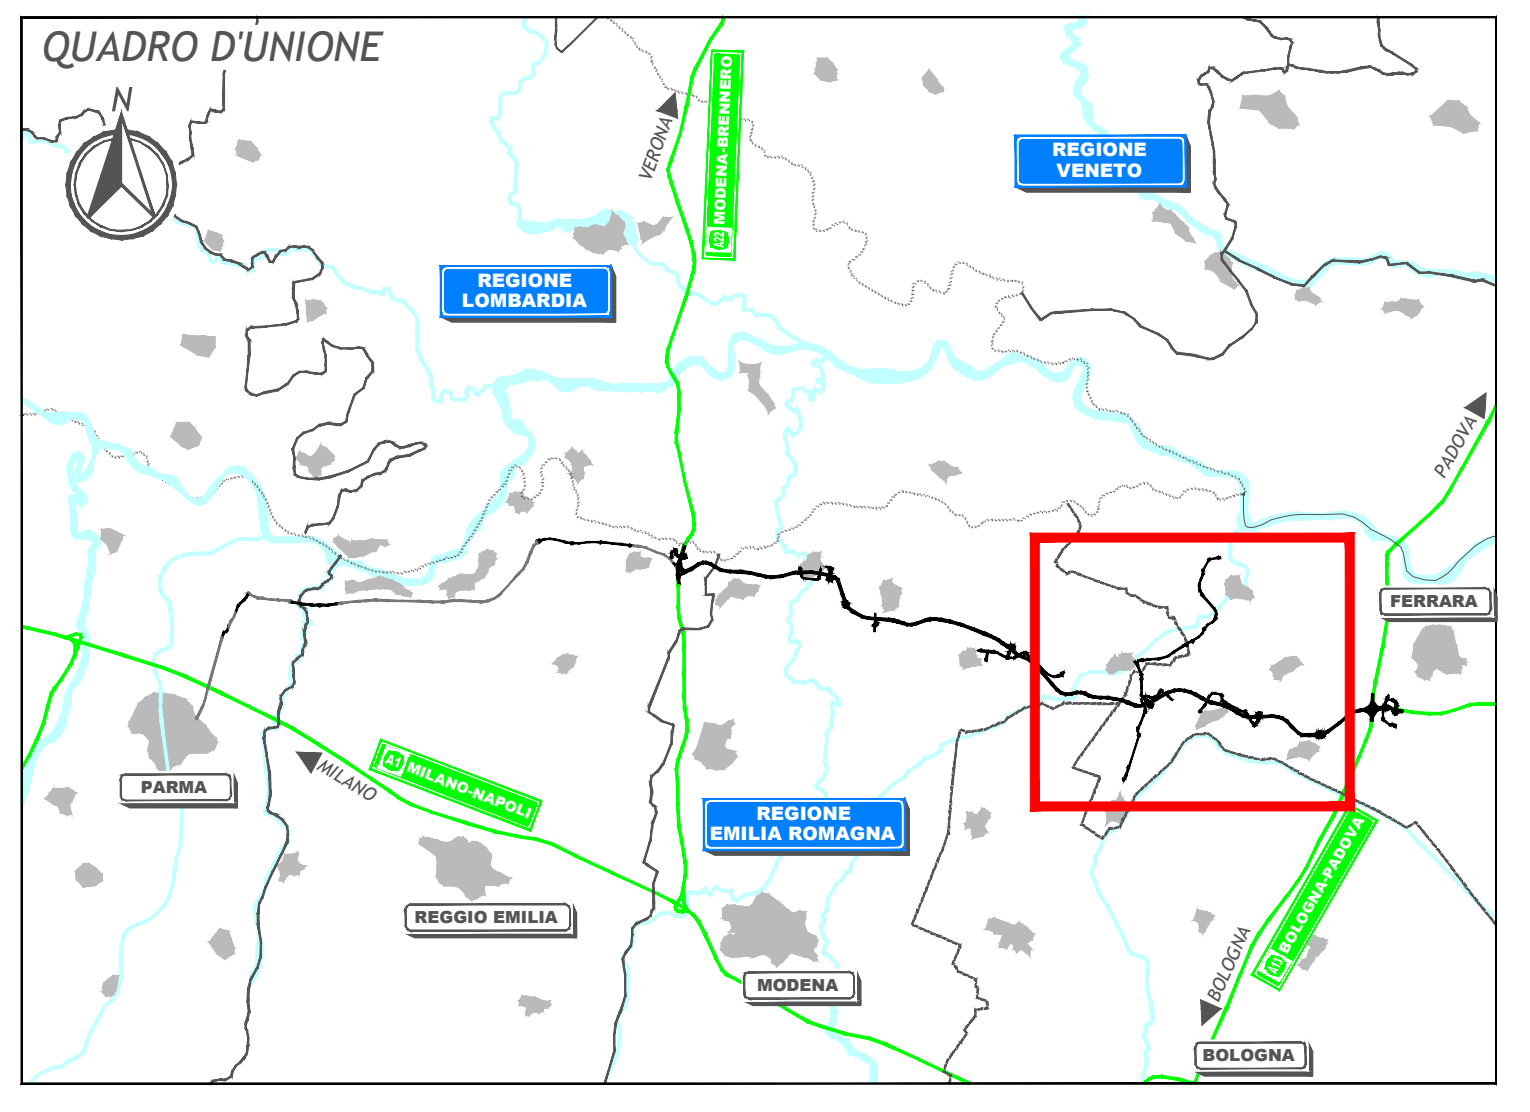 QUADRO D'UNIONE
N
VERONA
A22 MODENA-BRENNERO
REGIONE
VENETO
REGIONE
LOMBARDIA
PADOVA
FERRARA
PARMA
MILANO
A1 MILANO-NAPOLI
REGIONE
EMILIA ROMAGNA
A13 BOLOGNA-PADOVA
REGGIO EMILIA
BOLOGNA
MODENA
BOLOGNA